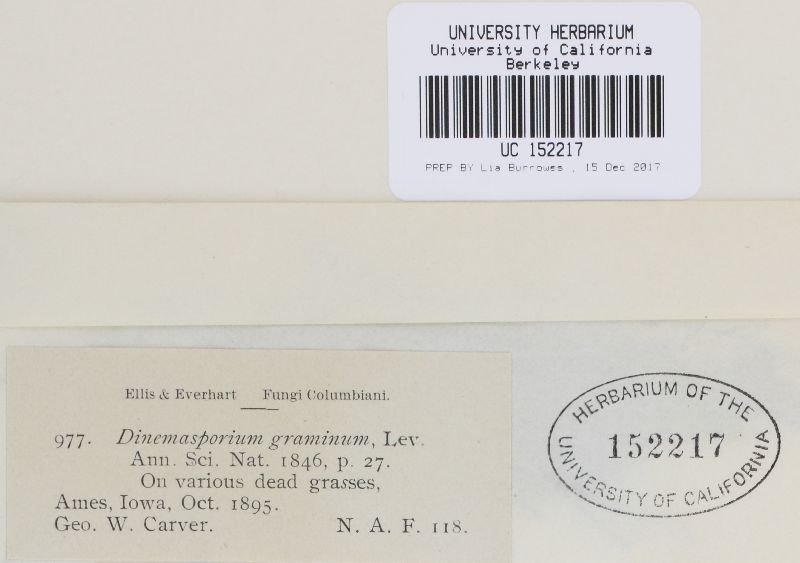 UNIVERSITY HERBARIUM
University of California
Berkeley
UC 152217
PREP BY Lia Burrowes , 15 Dec 2017
Ellis & Everhart — Fungi Columbiani.
977. Dinemasporium graminum, Lev.
Ann. Sci. Nat. 1846, p. 27.
On various dead grasses,
Ames, Iowa, Oct. 1895.
Geo. W. Carver. N. A. F. 118.
HERBARIUM OF THE
152217
UNIVERSITY OF CALIFORNIA